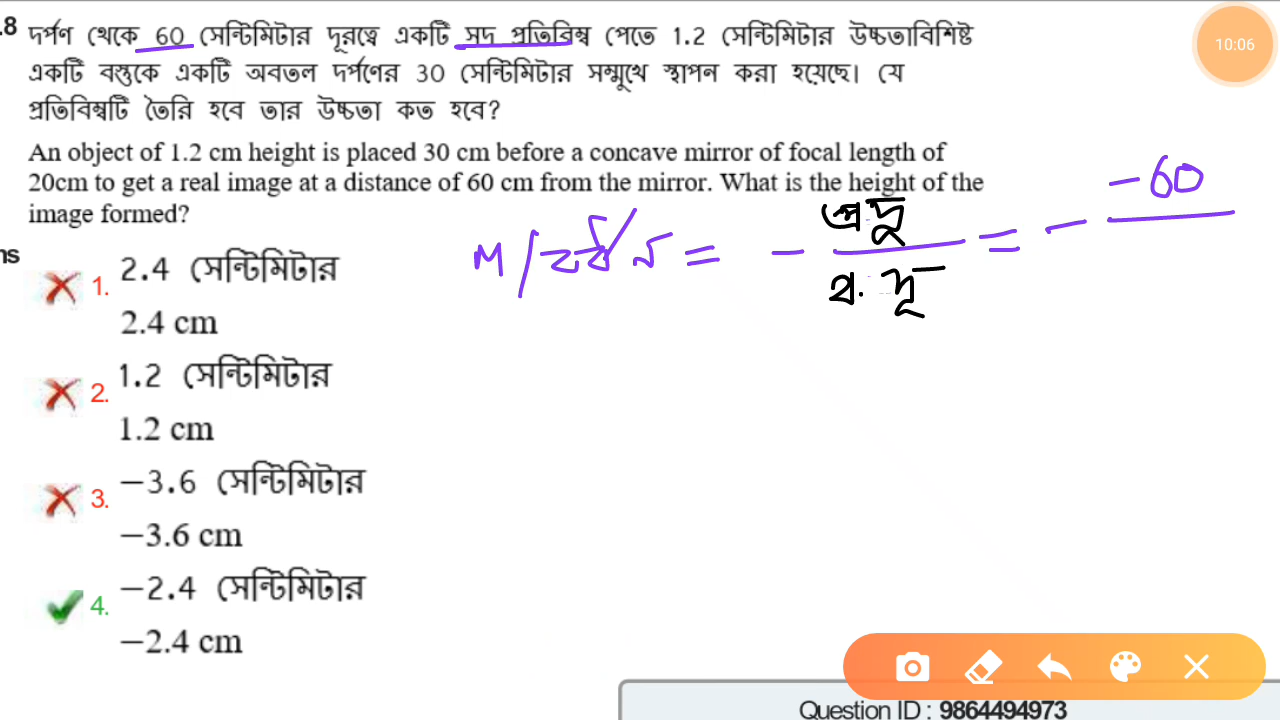 .8 দর্পণ থেকে 60 সেন্টিমিটার দূরত্বে একটি সদ প্রতিবিম্ব পেতে 1.2 সেন্টিমিটার উচ্চতাবিশিষ্ট
10:06
একটি বস্তুকে একটি অবতল দর্পণের 30 সেন্টিমিটার সম্মুখে স্থাপন করা হয়েছে। যে
প্রতিবিম্বটি তৈরি হবে তার উচ্চতা কত হবে?
An object of 1.2 cm height is placed 30 cm before a concave mirror of focal length of
20cm to get a real image at a distance of 60 cm from the mirror. What is the height of the
image formed?
-60
প্র দূ
M/ = - = -
ব. দূ
ns
1. 2.4 সেন্টিমিটার
2.4 cm
2. 1.2 সেন্টিমিটার
1.2 cm
3. −3.6 সেন্টিমিটার
−3.6 cm
4. −2.4 সেন্টিমিটার
−2.4 cm
Question ID : 9864494973